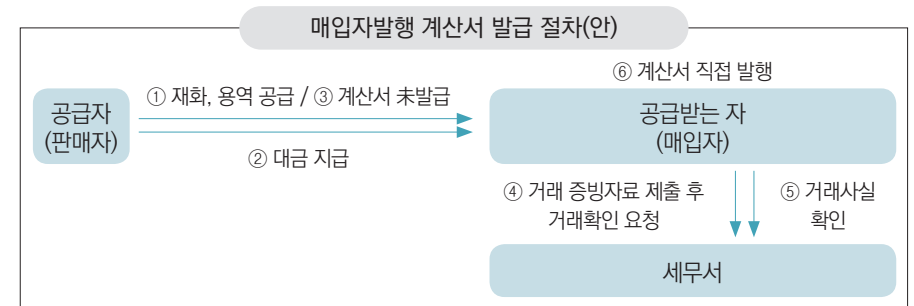 매입자발행 계산서 발급 절차(안)
⑥ 계산서 직접 발행
① 재화, 용역 공급 / ③ 계산서 未발급
공급자
(판매자)
공급받는 자
(매입자)
② 대금 지급
④ 거래 증빙자료 제출 후
거래확인 요청
⑤ 거래사실
확인
세무서